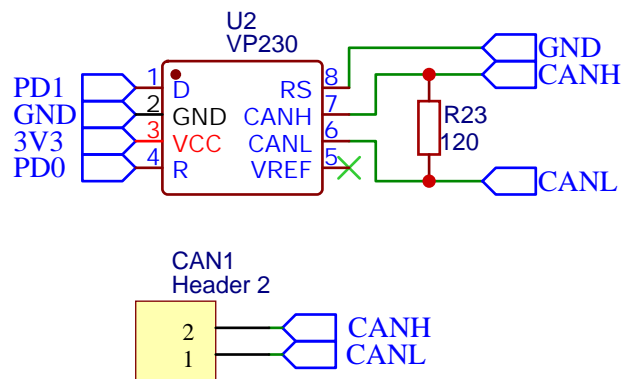 U2
VP230
PD1 1 D RS 8 GND
GND 2 GND CANH 7 CANH
3V3 3 VCC CANL 6 R23
PD0 4 R VREF 5 120
CANL
CAN1
Header 2
2 CANH
1 CANL